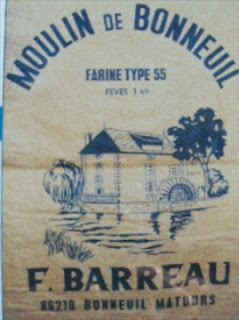 MOULIN DE BONNEUIL
FARINE TYPE 55
F. BARREAU
86210 BONNEUIL MATOURS